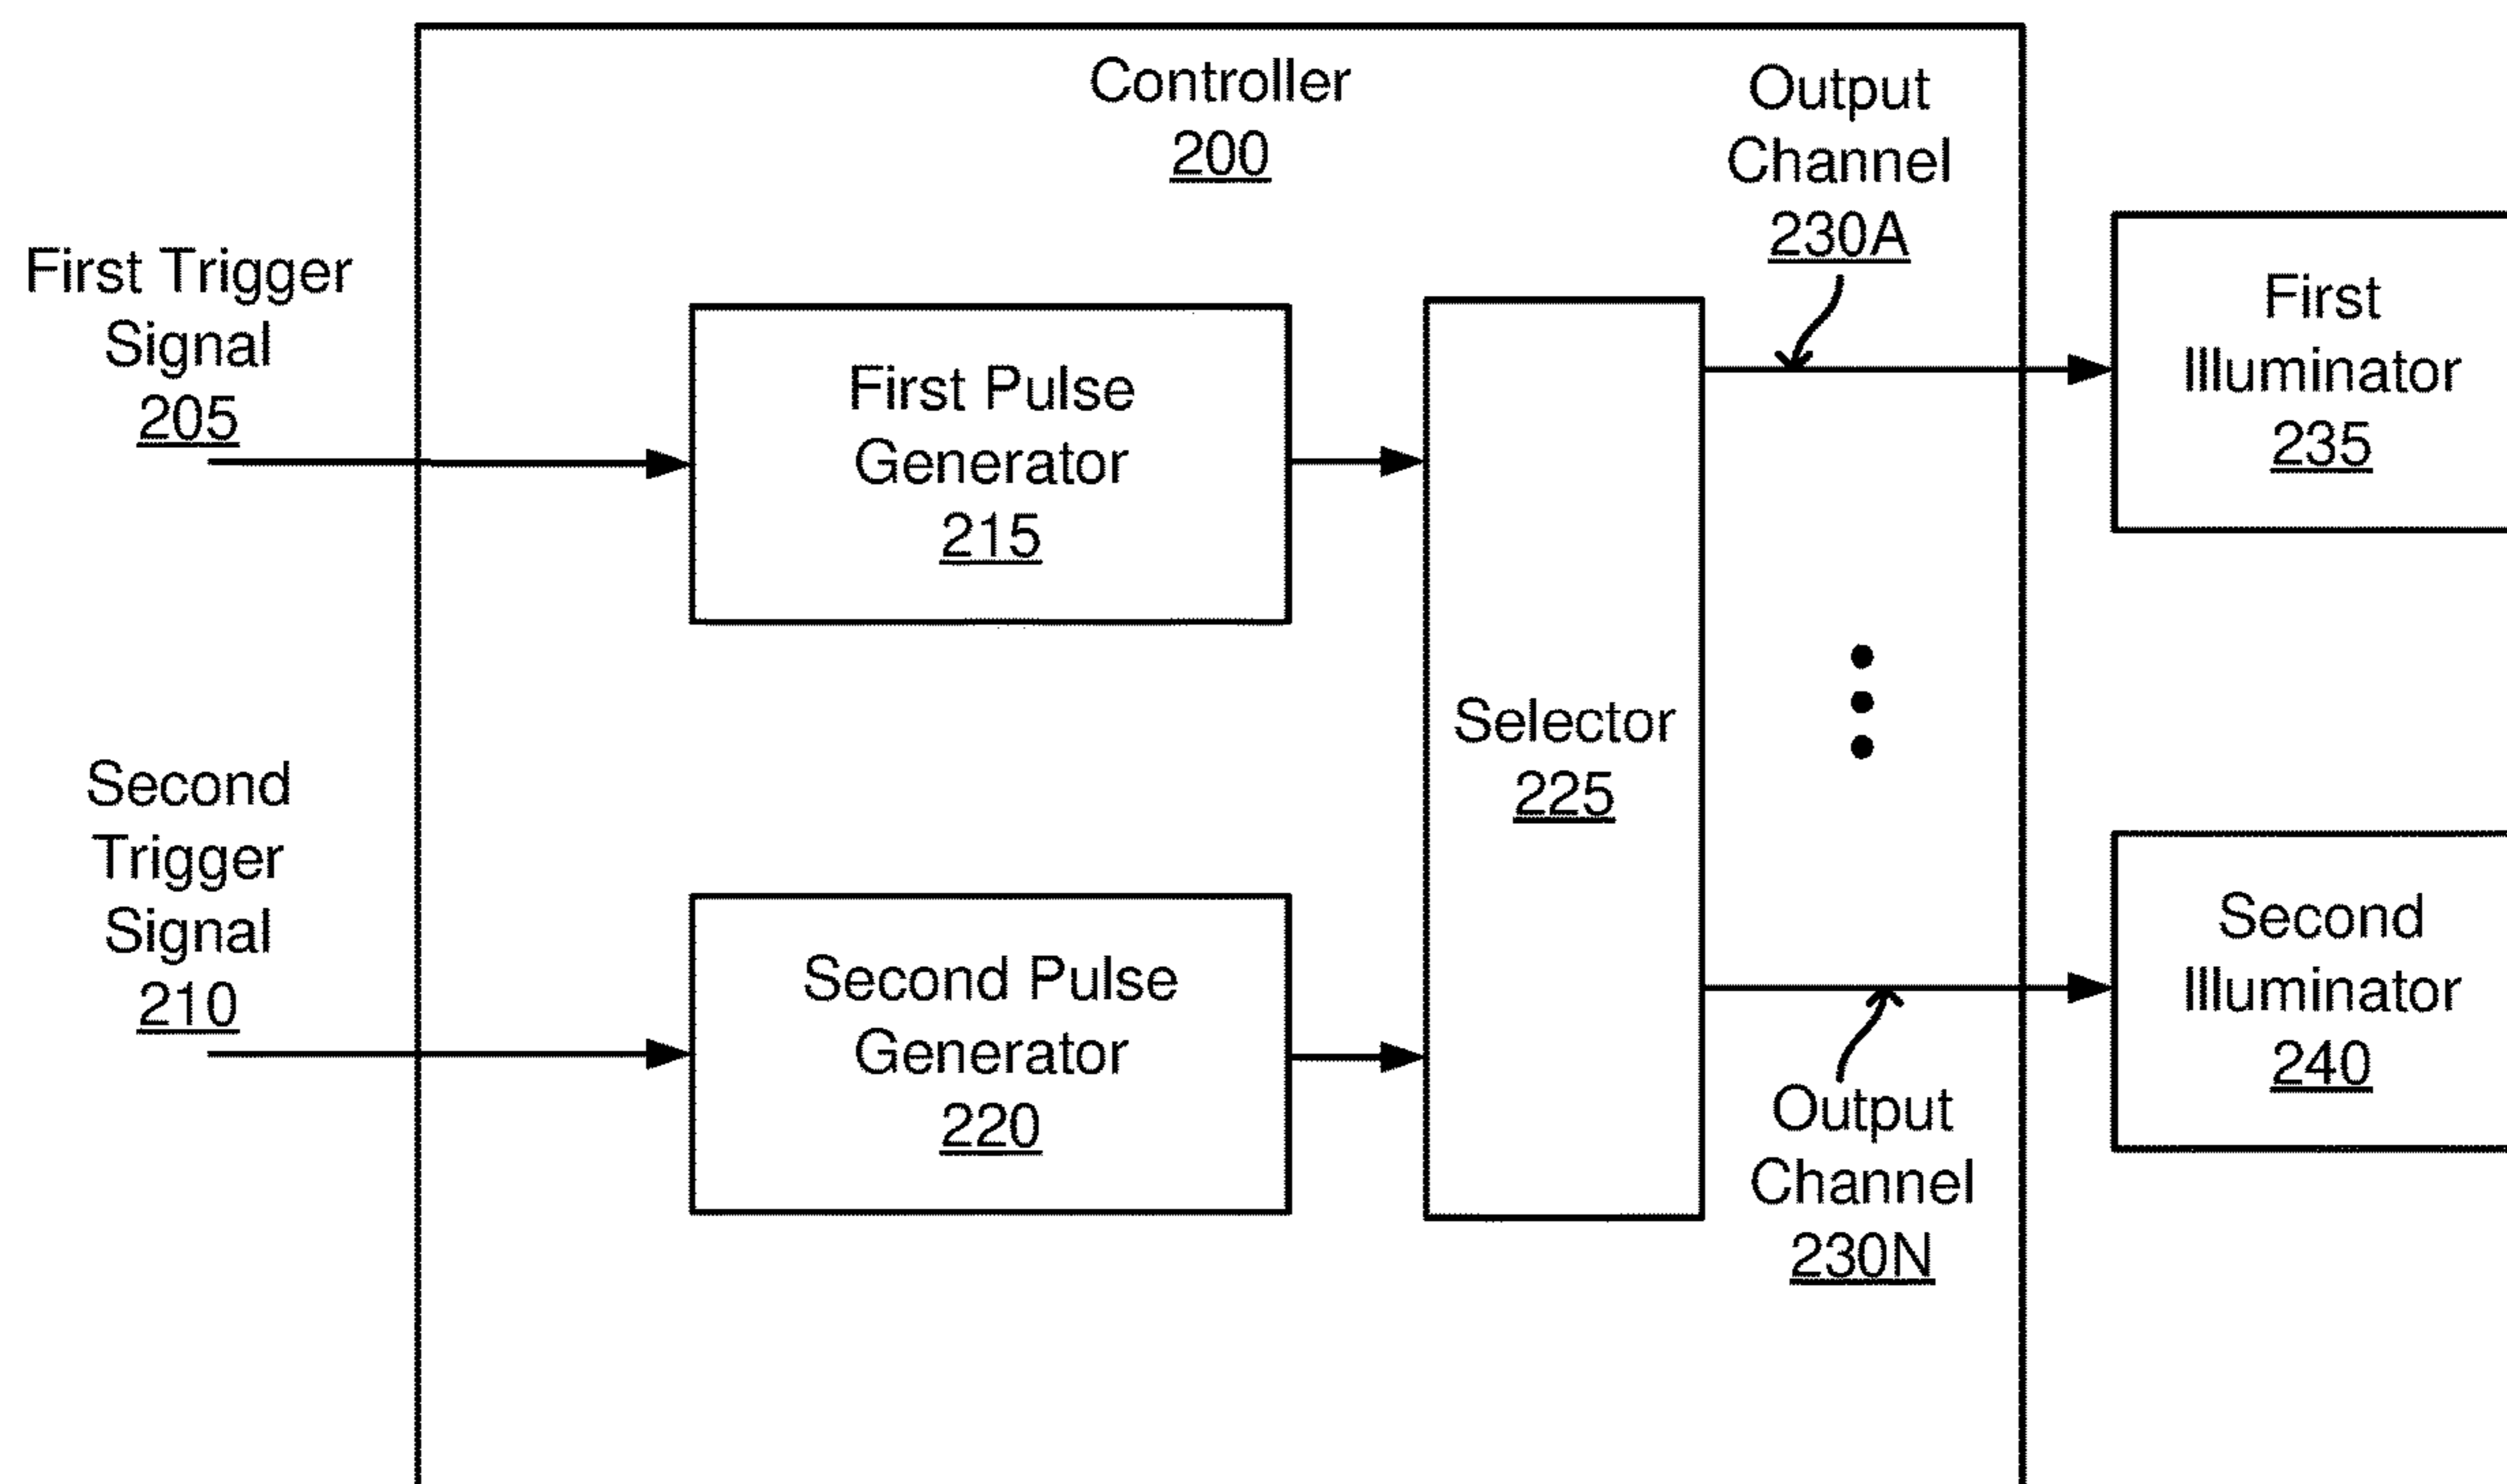 Controller
200
Output
Channel
230A
First Trigger
Signal
205
First Pulse
Generator
215
First
Illuminator
235
Selector
225
Second
Trigger
Signal
210
Second Pulse
Generator
220
Second
Illuminator
240
Output
Channel
230N